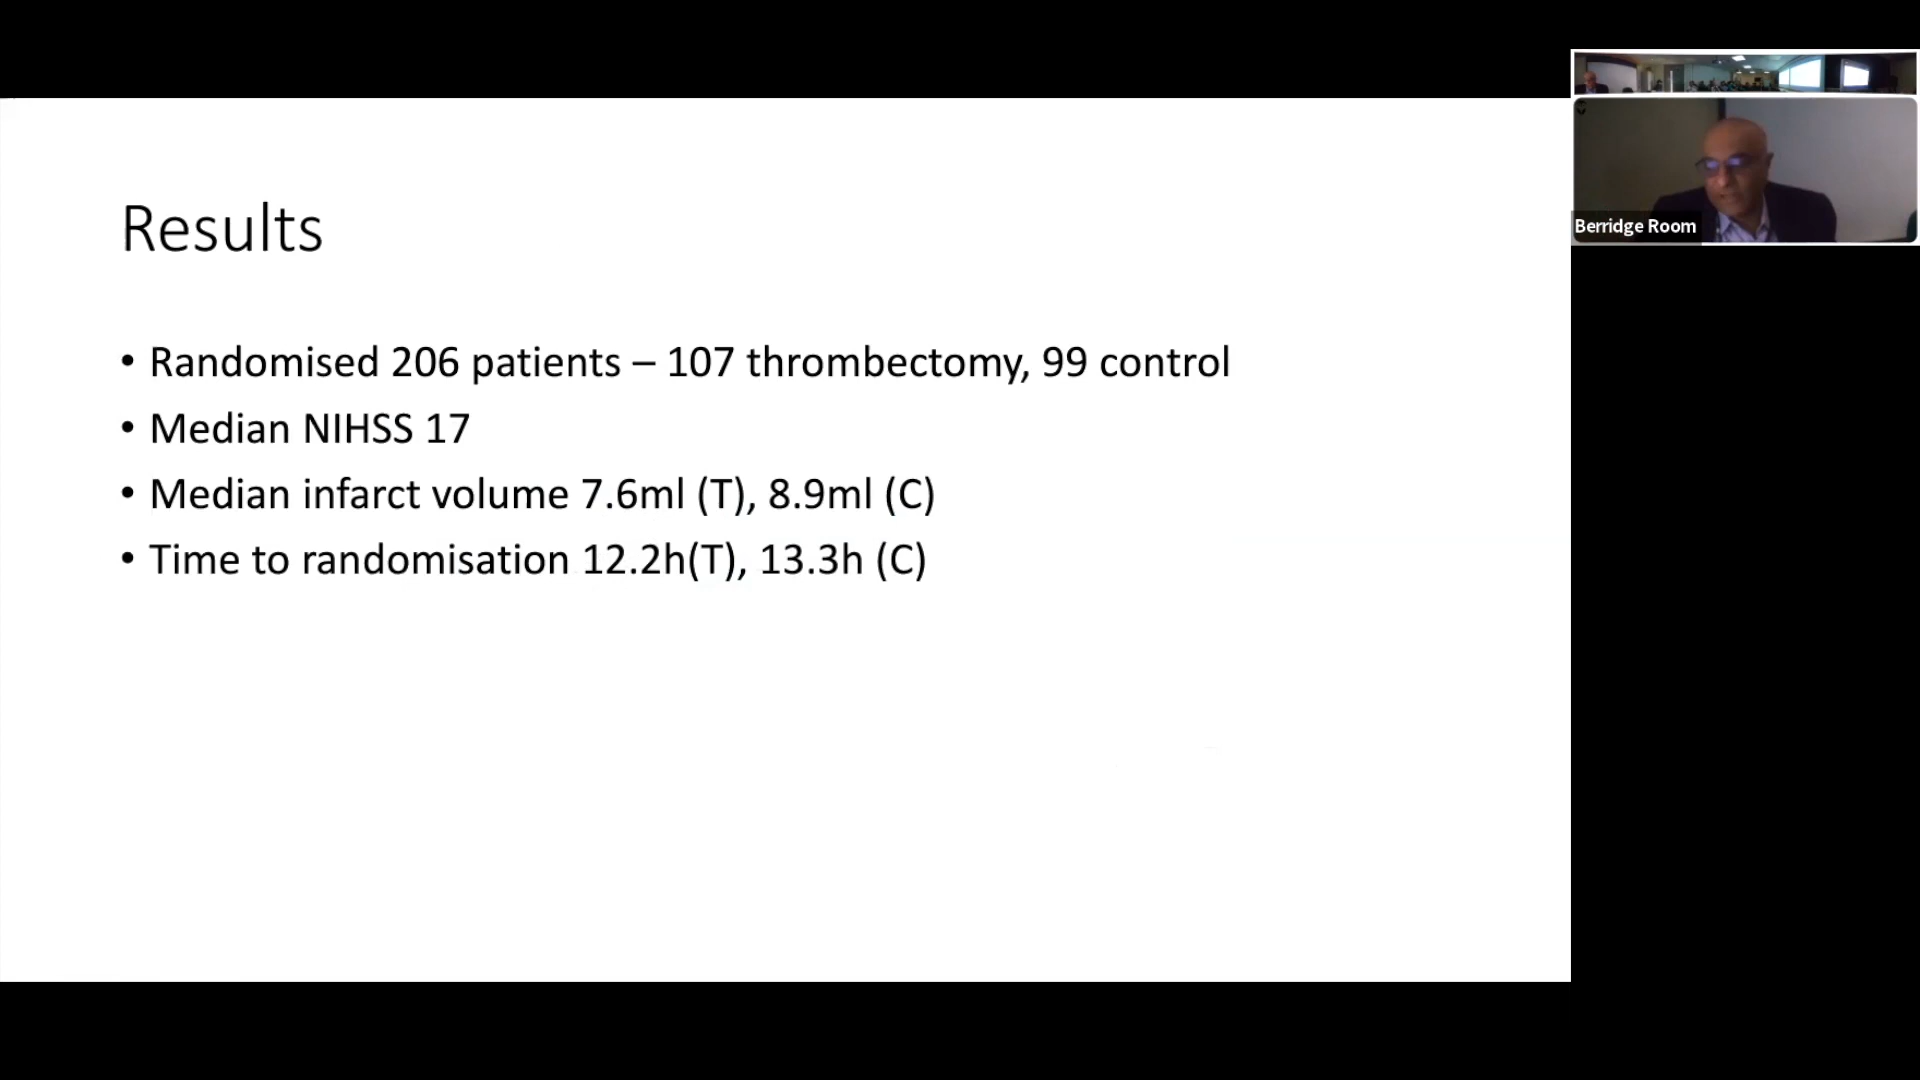 Results
• Randomised 206 patients – 107 thrombectomy, 99 control
• Median NIHSS 17
• Median infarct volume 7.6ml (T), 8.9ml (C)
• Time to randomisation 12.2h(T), 13.3h (C)
Berridge Room